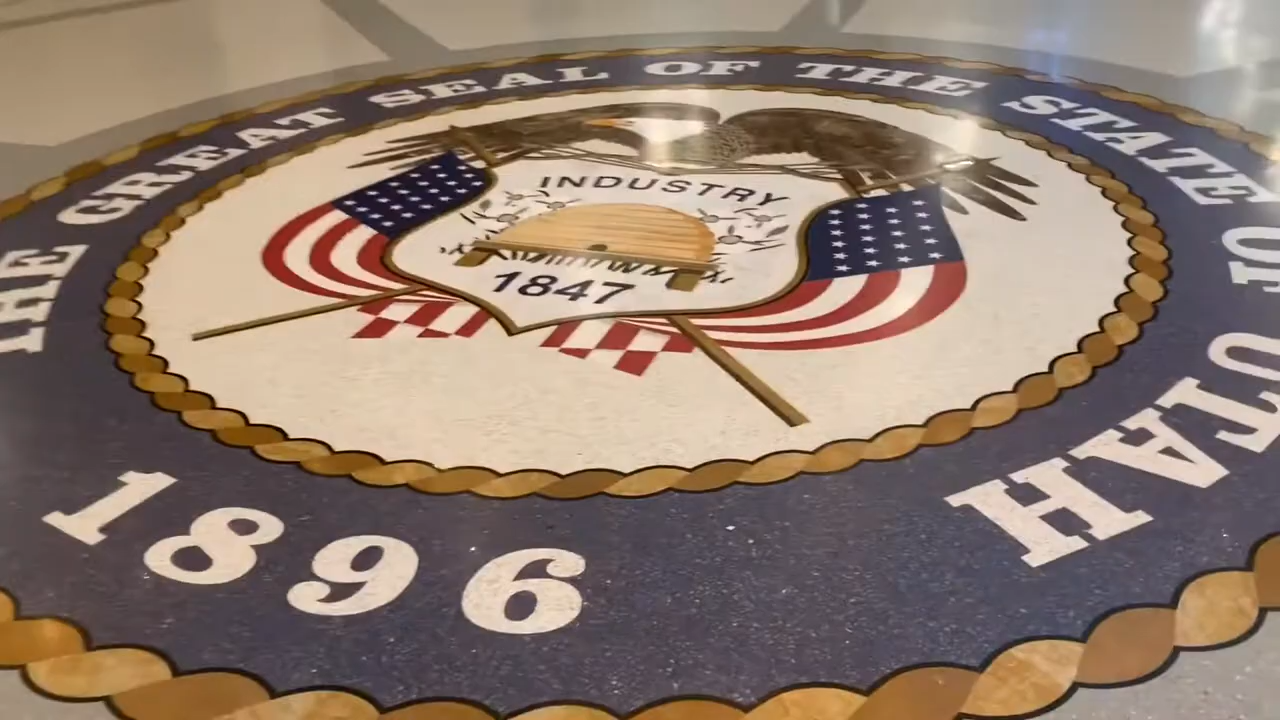 THE GREAT SEAL OF THE STATE OF UTAH
INDUSTRY
1847
1896